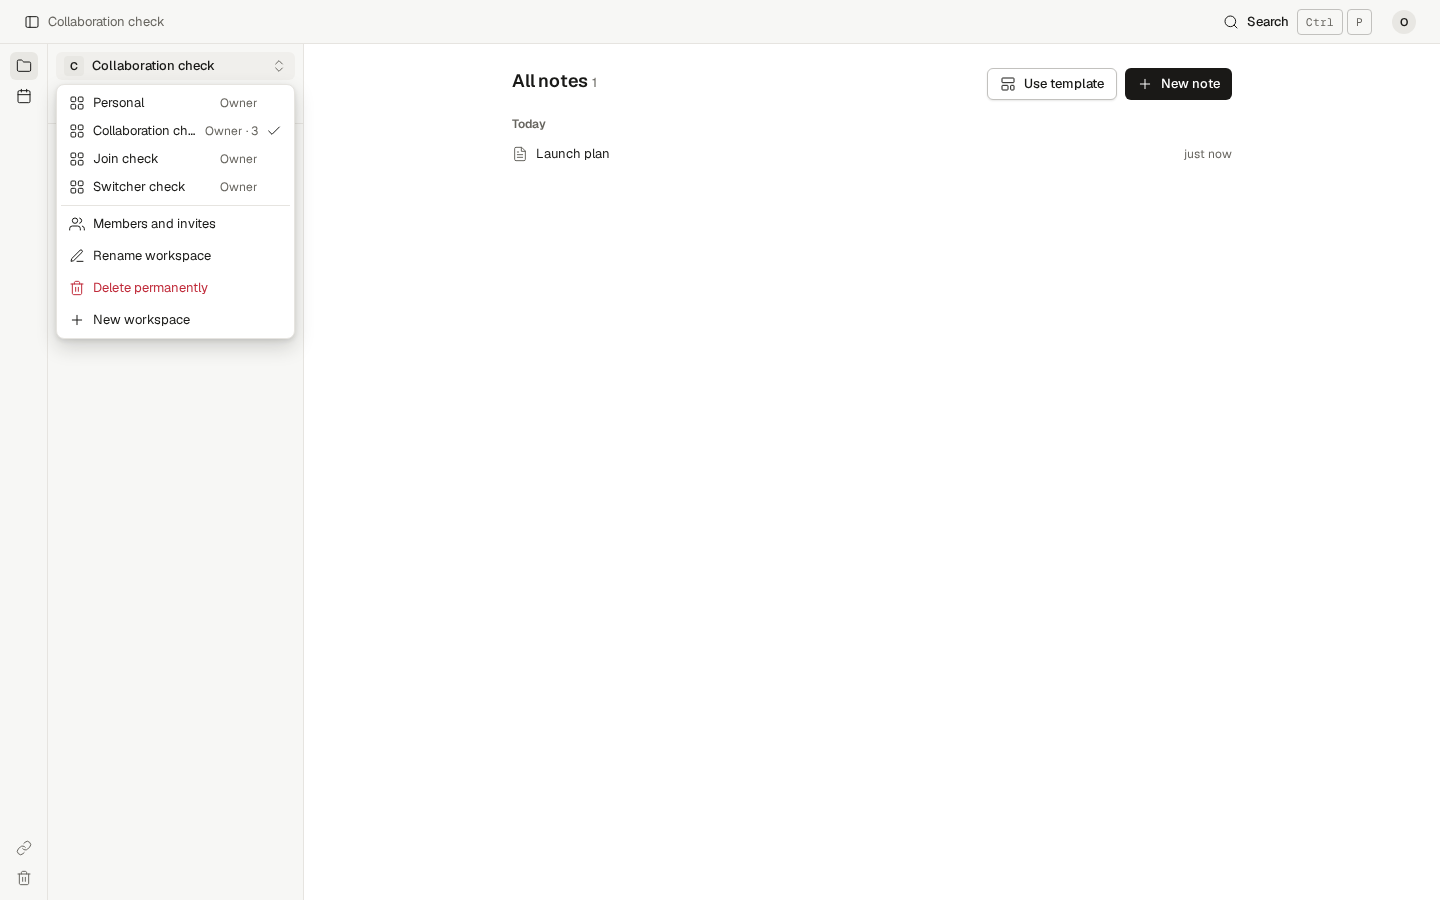 Collaboration check
Search Ctrl P O
C Collaboration check
Personal Owner
Collaboration ch… Owner · 3
Join check Owner
Switcher check Owner
Members and invites
Rename workspace
Delete permanently
New workspace
All notes 1
Use template
New note
Today
Launch plan just now